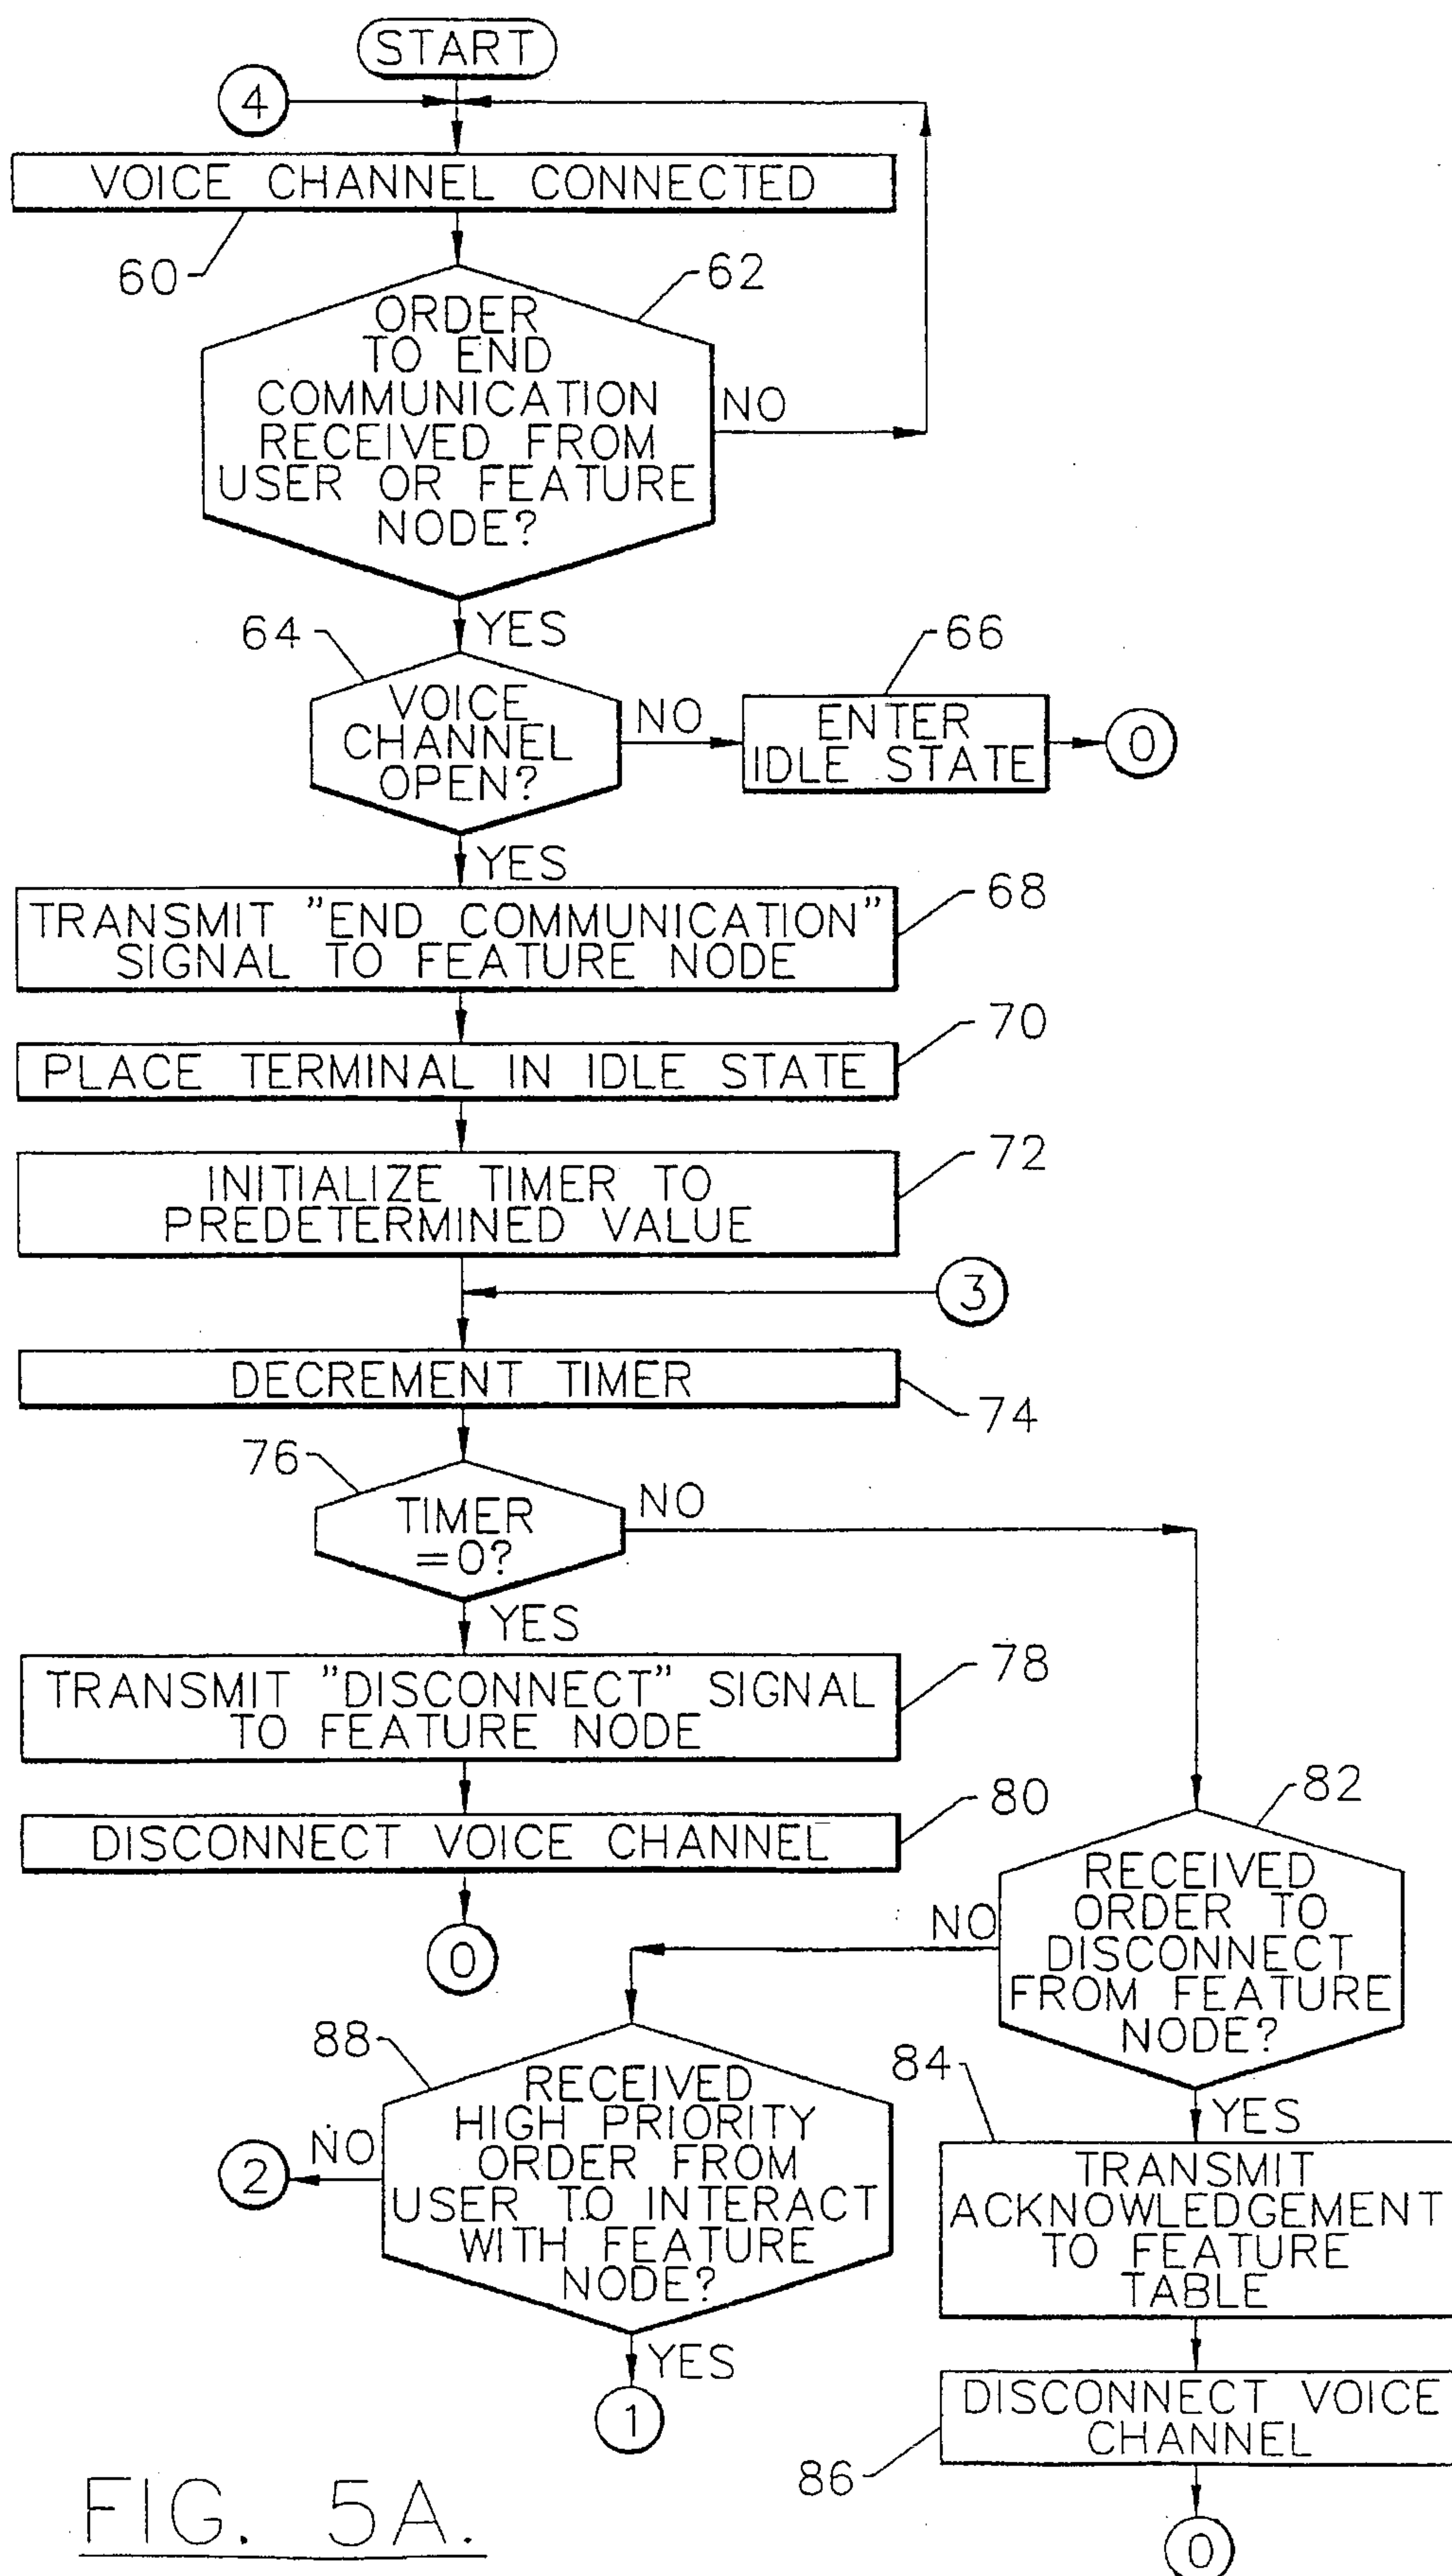 START
4
VOICE CHANNEL CONNECTED
60
62
ORDER
TO END
COMMUNICATION
RECEIVED FROM
USER OR FEATURE
NODE?
NO
YES
64
66
VOICE
CHANNEL
OPEN?
NO
ENTER
IDLE STATE
0
YES
68
TRANSMIT "END COMMUNICATION"
SIGNAL TO FEATURE NODE
70
PLACE TERMINAL IN IDLE STATE
72
INITIALIZE TIMER TO
PREDETERMINED VALUE
3
DECREMENT TIMER
74
76
TIMER
=0?
NO
YES
78
TRANSMIT "DISCONNECT" SIGNAL
TO FEATURE NODE
80
DISCONNECT VOICE CHANNEL
0
82
RECEIVED
ORDER TO
DISCONNECT
FROM FEATURE
NODE?
NO
YES
88
RECEIVED
HIGH PRIORITY
ORDER FROM
USER TO INTERACT
WITH FEATURE
NODE?
NO
2
YES
1
84
TRANSMIT
ACKNOWLEDGEMENT
TO FEATURE
TABLE
DISCONNECT VOICE
CHANNEL
86
0
FIG. 5A.